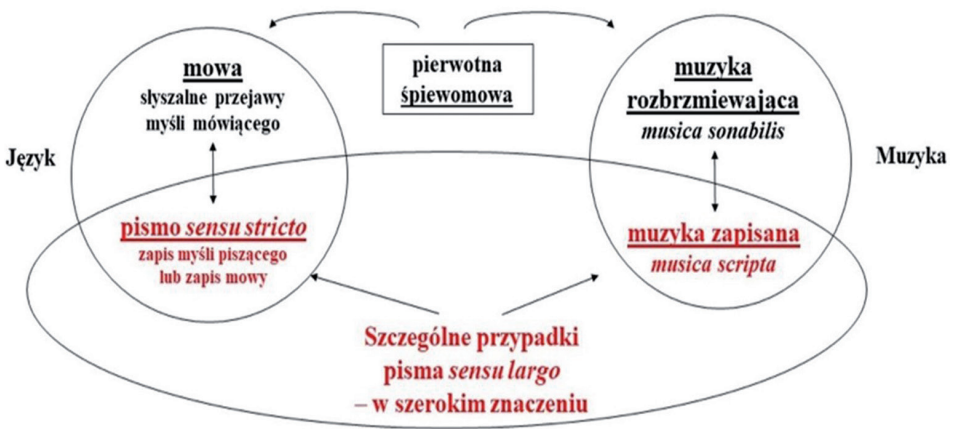 pierwotna
śpiewomowa
Język
mowa
słyszalne przejawy
myśli mówiącego
pismo sensu stricto
zapis myśli piszącego
lub zapis mowy
Muzyka
muzyka
rozbrzmiewająca
musica sonabilis
muzyka zapisana
musica scripta
Szczególne przypadki
pisma sensu largo
– w szerokim znaczeniu